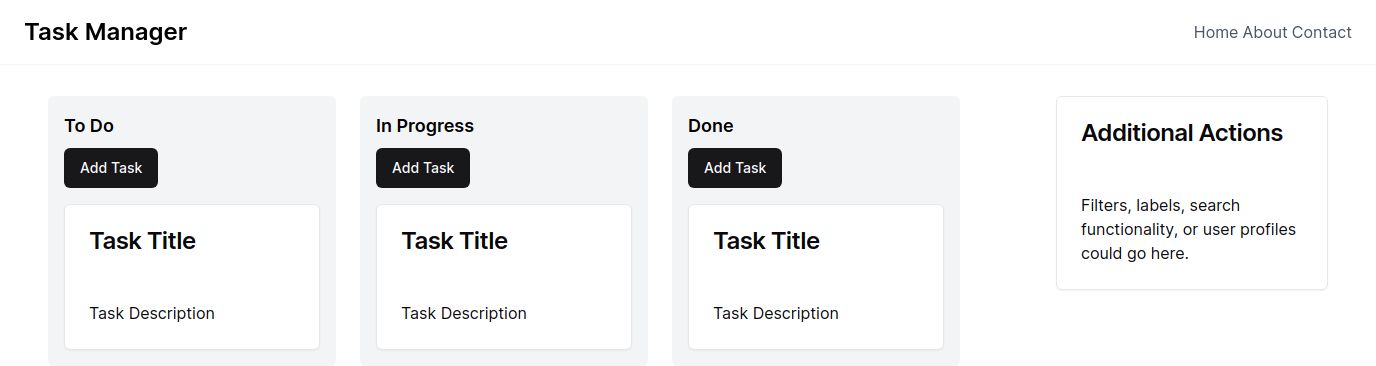 Task Manager
Home About Contact
To Do
Add Task
Task Title
Task Description
In Progress
Add Task
Task Title
Task Description
Done
Add Task
Task Title
Task Description
Additional Actions
Filters, labels, search
functionality, or user profiles
could go here.